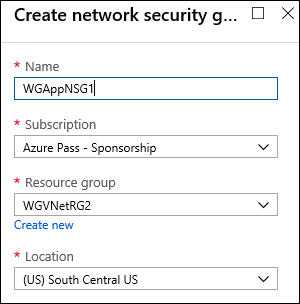 Create network security g...
* Name
WGAppNSG1
* Subscription
Azure Pass - Sponsorship
* Resource group
WGVNetRG2
Create new
* Location
(US) South Central US